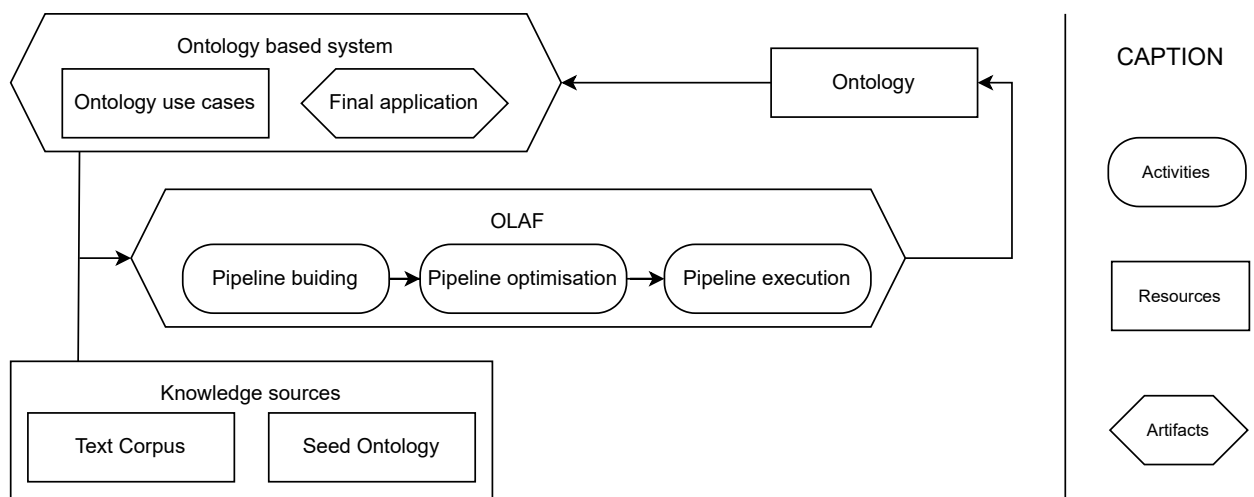 Ontology based system
Ontology use cases
Final application
Ontology
OLAF
Pipeline buiding
Pipeline optimisation
Pipeline execution
Knowledge sources
Text Corpus
Seed Ontology
CAPTION
Activities
Resources
Artifacts